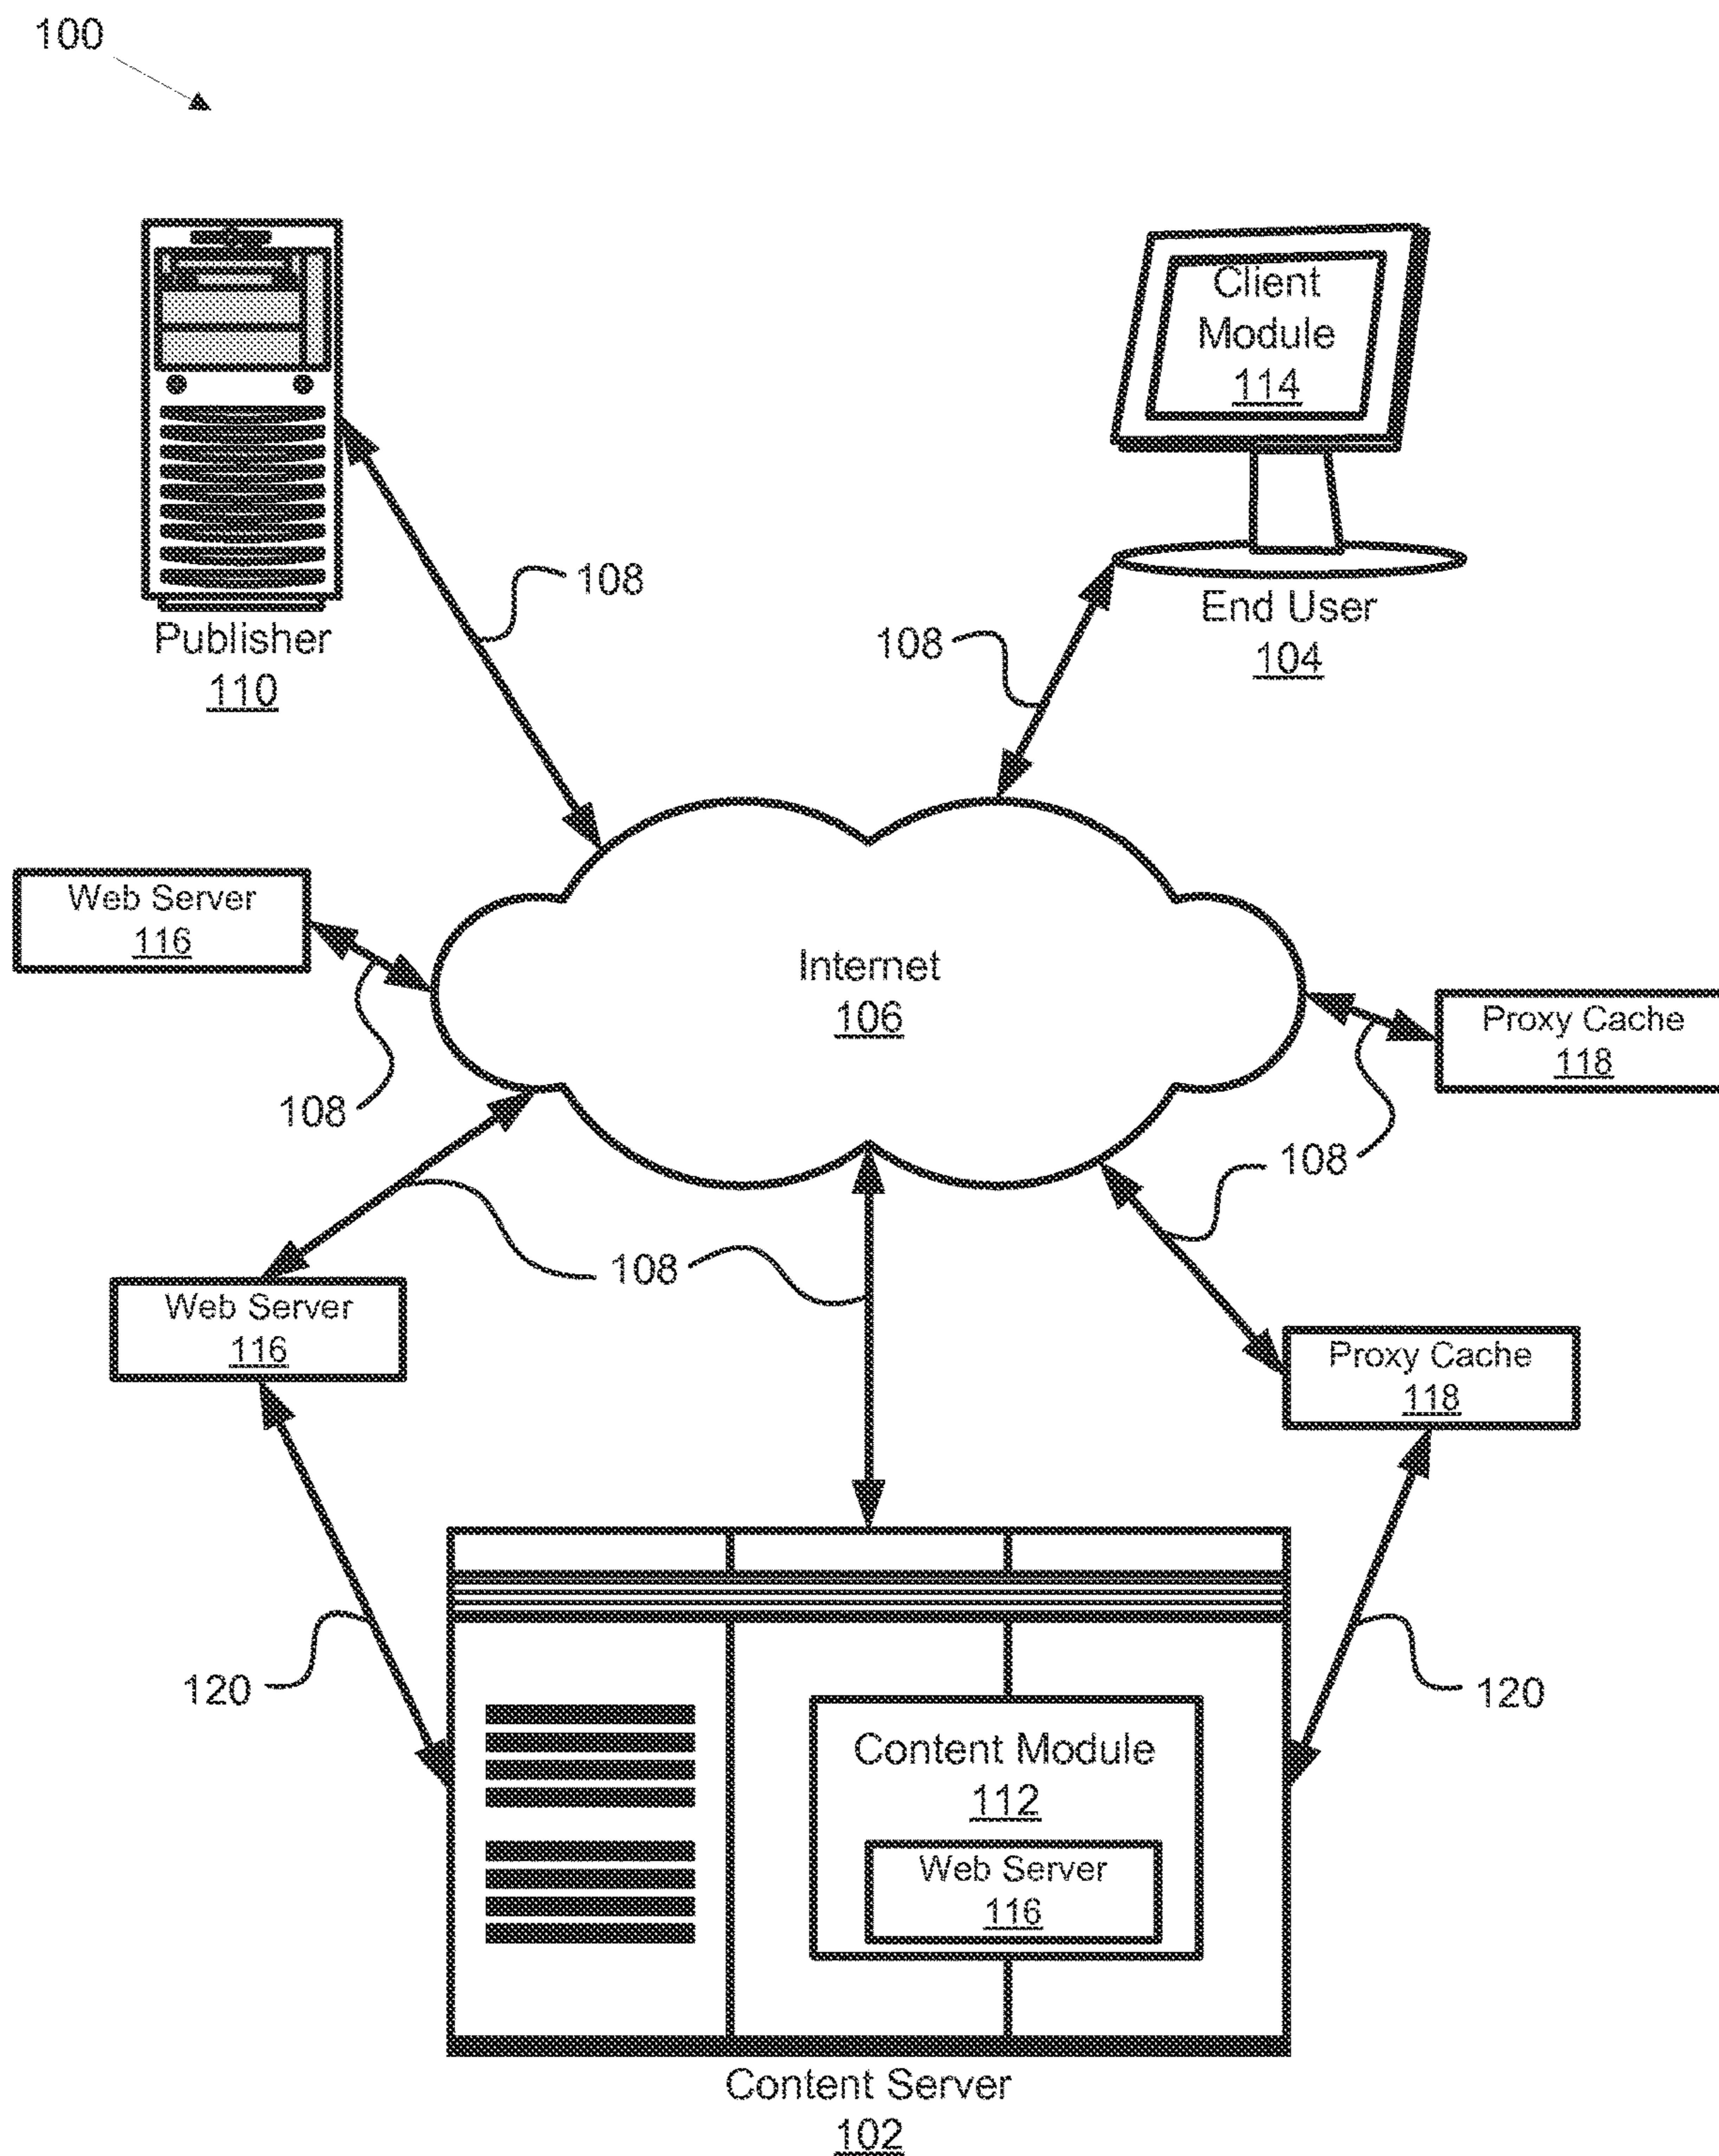 100
Client
Module
114
Publisher
110
108
End User
104
108
Web Server
116
108
Internet
106
Proxy Cache
118
108
Web Server
116
108
Proxy Cache
118
120
Content Module
112
Web Server
116
120
Content Server
102